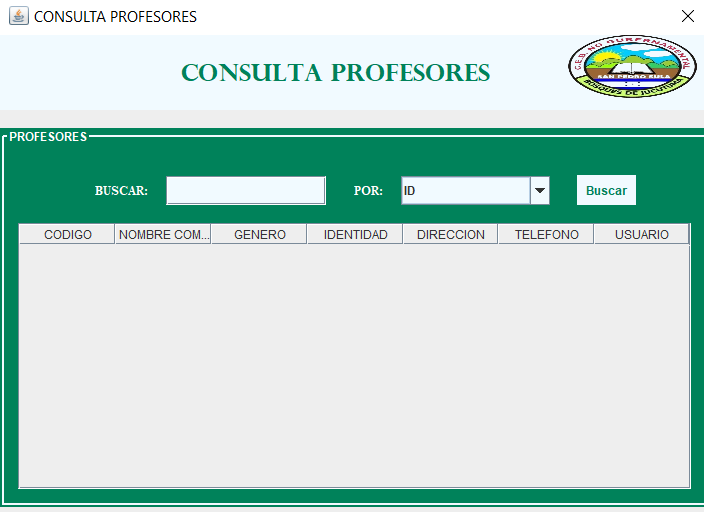 CONSULTA PROFESORES
CONSULTA PROFESORES
C.E.B. NO GUBERNAMENTAL
SAN PEDRO SULA
BOSQUES DE JUCUTUMA
PROFESORES
BUSCAR: POR: ID Buscar
CODIGO NOMBRE COM... GENERO IDENTIDAD DIRECCION TELEFONO USUARIO